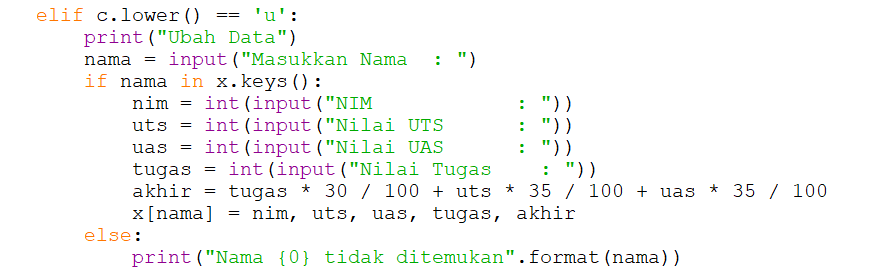 elif c.lower() == 'u':
    print("Ubah Data")
    nama = input("Masukkan Nama  : ")
    if nama in x.keys():
        nim = int(input("NIM            : "))
        uts = int(input("Nilai UTS      : "))
        uas = int(input("Nilai UAS      : "))
        tugas = int(input("Nilai Tugas    : "))
        akhir = tugas * 30 / 100 + uts * 35 / 100 + uas * 35 / 100
        x[nama] = nim, uts, uas, tugas, akhir
    else:
        print("Nama {0} tidak ditemukan".format(nama))